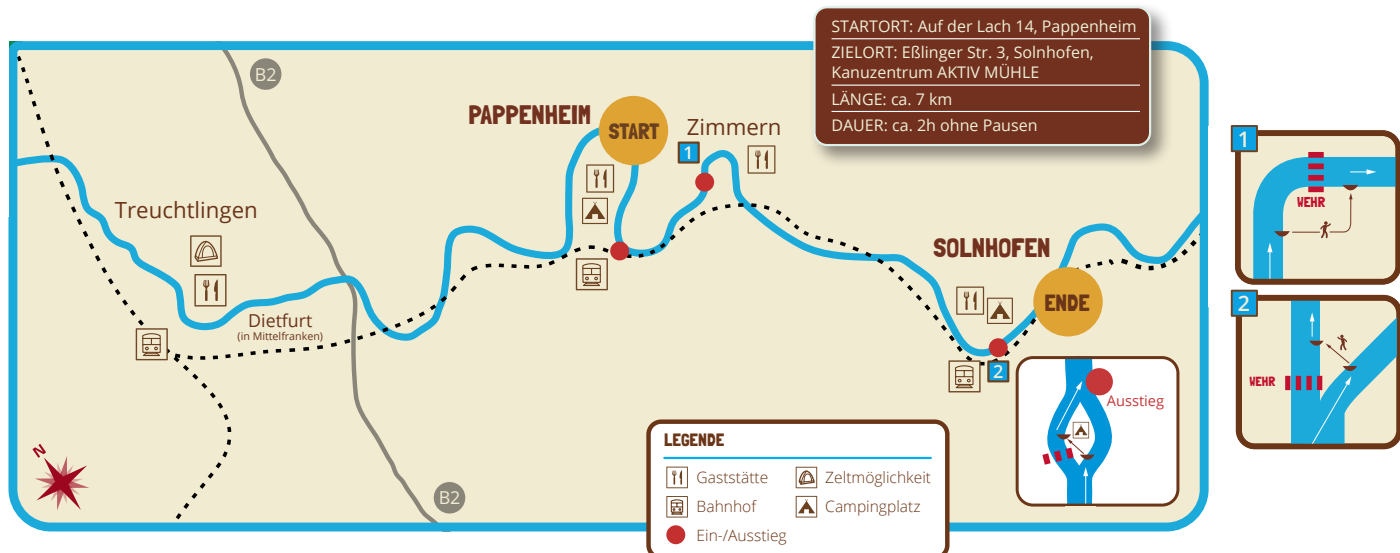 STARTORT: Auf der Lach 14, Pappenheim
ZIELORT: Eßlinger Str. 3, Solnhofen,
Kanuzentrum AKTIV MÜHLE
LÄNGE: ca. 7 km
DAUER: ca. 2h ohne Pausen
B2
PAPPENHEIM
START
Zimmern
1
Treuchtlingen
Dietfurt
(in Mittelfranken)
SOLNHOFEN
ENDE
2
Ausstieg
B2
N
LEGENDE
Gaststätte
Zeltmöglichkeit
Bahnhof
Campingplatz
Ein-/Ausstieg
1
WEHR
2
WEHR